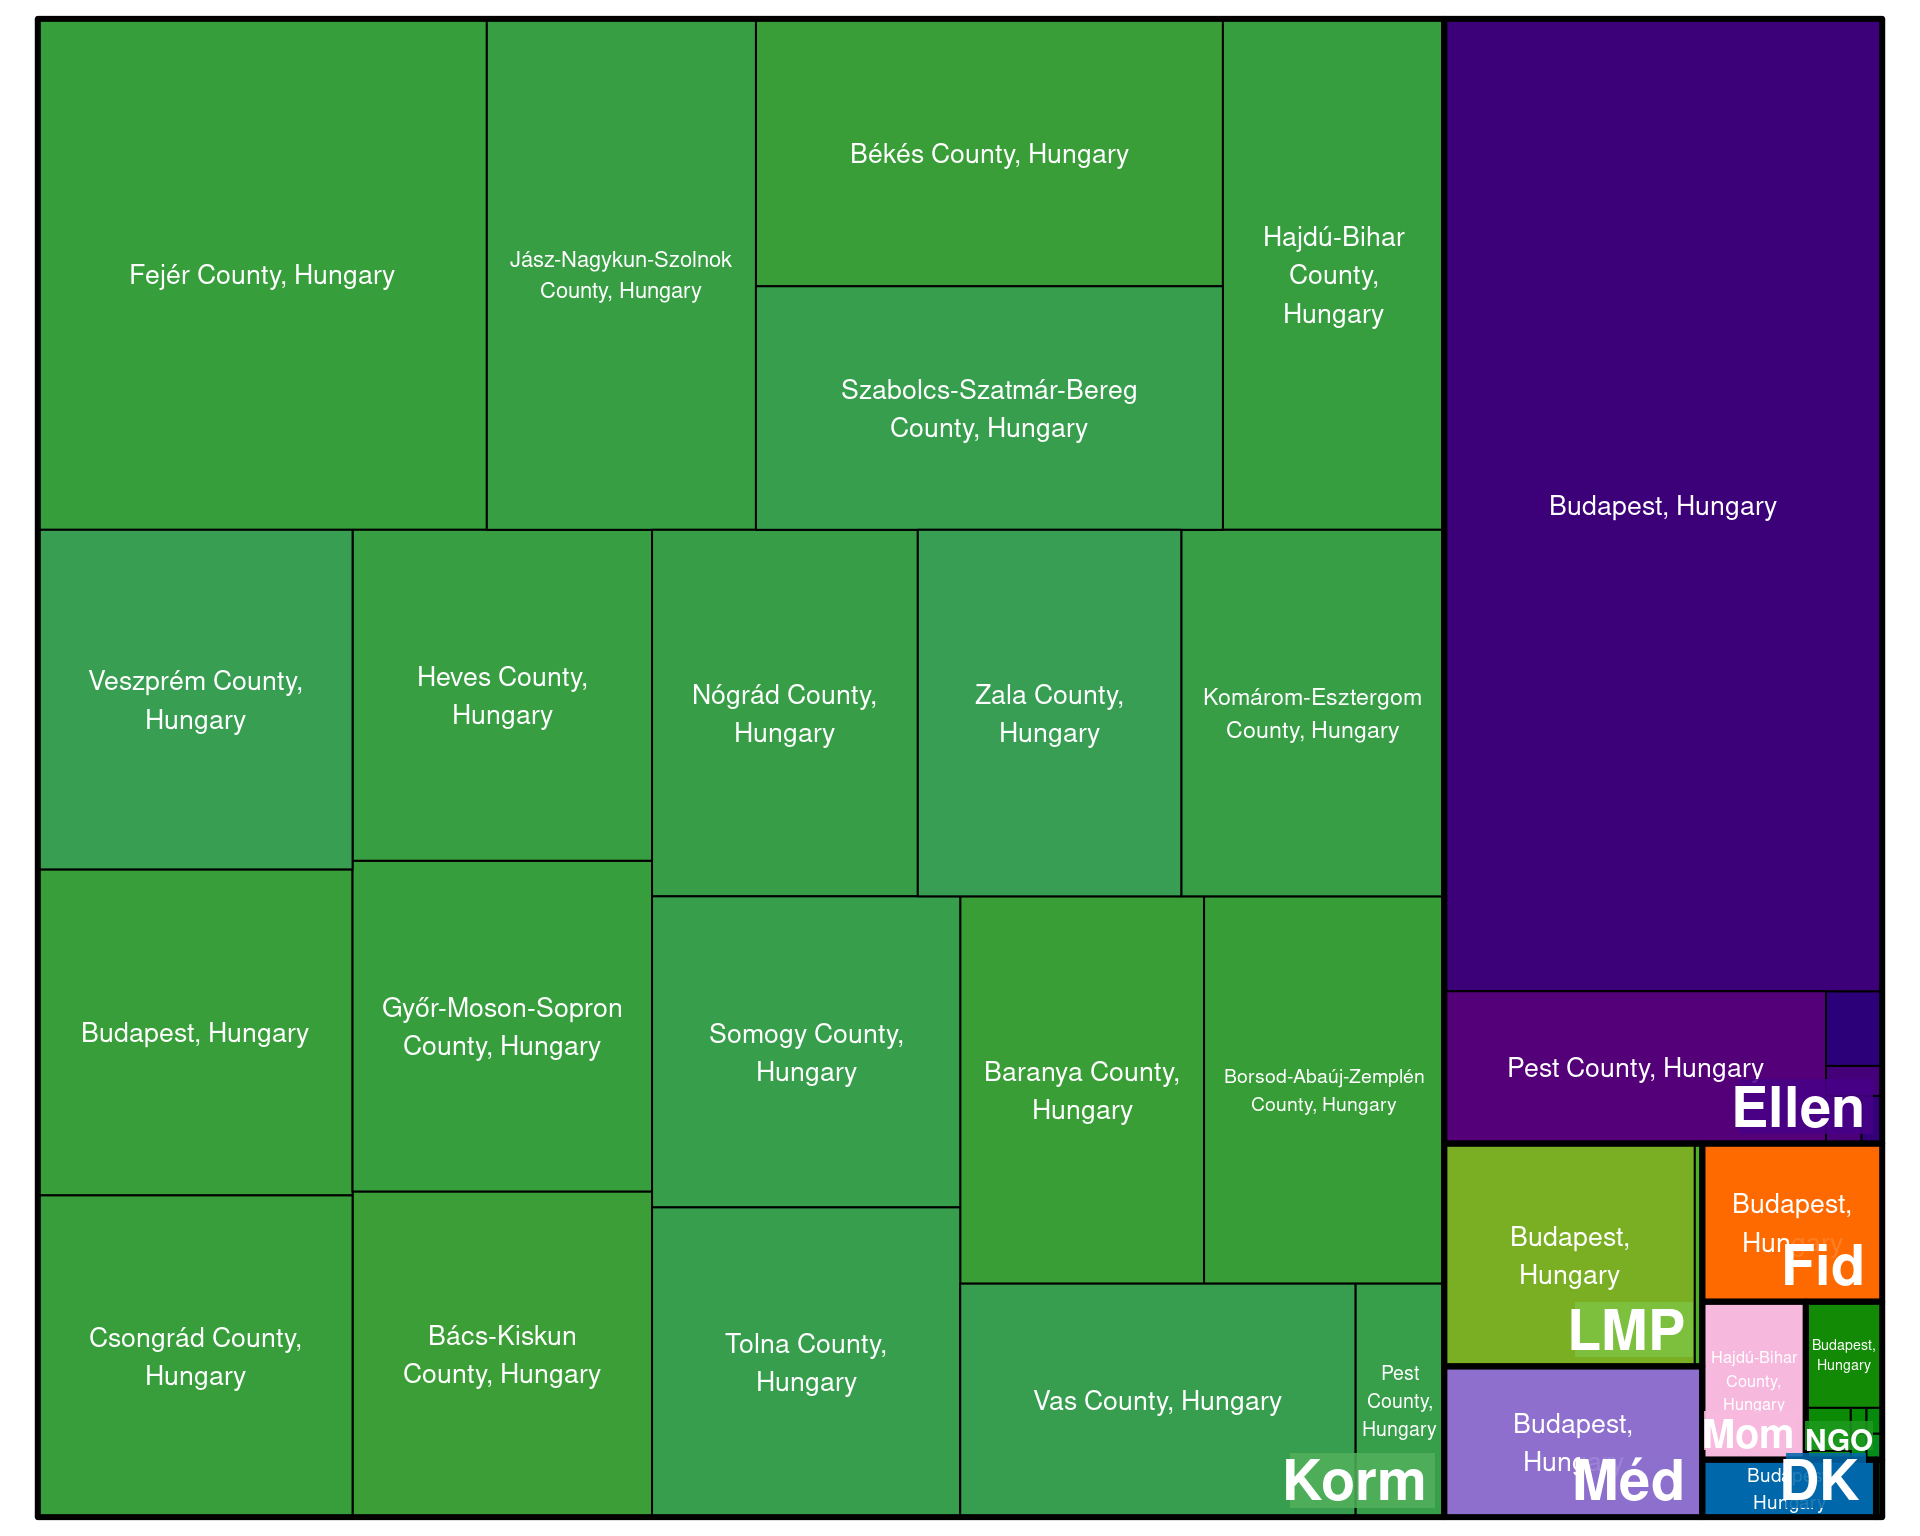 Fejér County, Hungary
Jász-Nagykun-Szolnok
County, Hungary
Békés County, Hungary
Szabolcs-Szatmár-Bereg
County, Hungary
Hajdú-Bihar
County,
Hungary
Veszprém County,
Hungary
Heves County,
Hungary
Nógrád County,
Hungary
Zala County,
Hungary
Komárom-Esztergom
County, Hungary
Budapest, Hungary
Győr-Moson-Sopron
County, Hungary
Somogy County,
Hungary
Baranya County,
Hungary
Borsod-Abaúj-Zemplén
County, Hungary
Csongrád County,
Hungary
Bács-Kiskun
County, Hungary
Tolna County,
Hungary
Vas County, Hungary
Pest
County,
Hungary
Korm
Budapest, Hungary
Pest County, Hungary
Ellen
Budapest,
Hungary
LMP
Budapest,
Hungary
Fid
Budapest,
Hungary
Méd
Hajdú-Bihar
County,
Hungary
Mom
Budapest,
Hungary
NGO
Budapest,
Hungary
DK